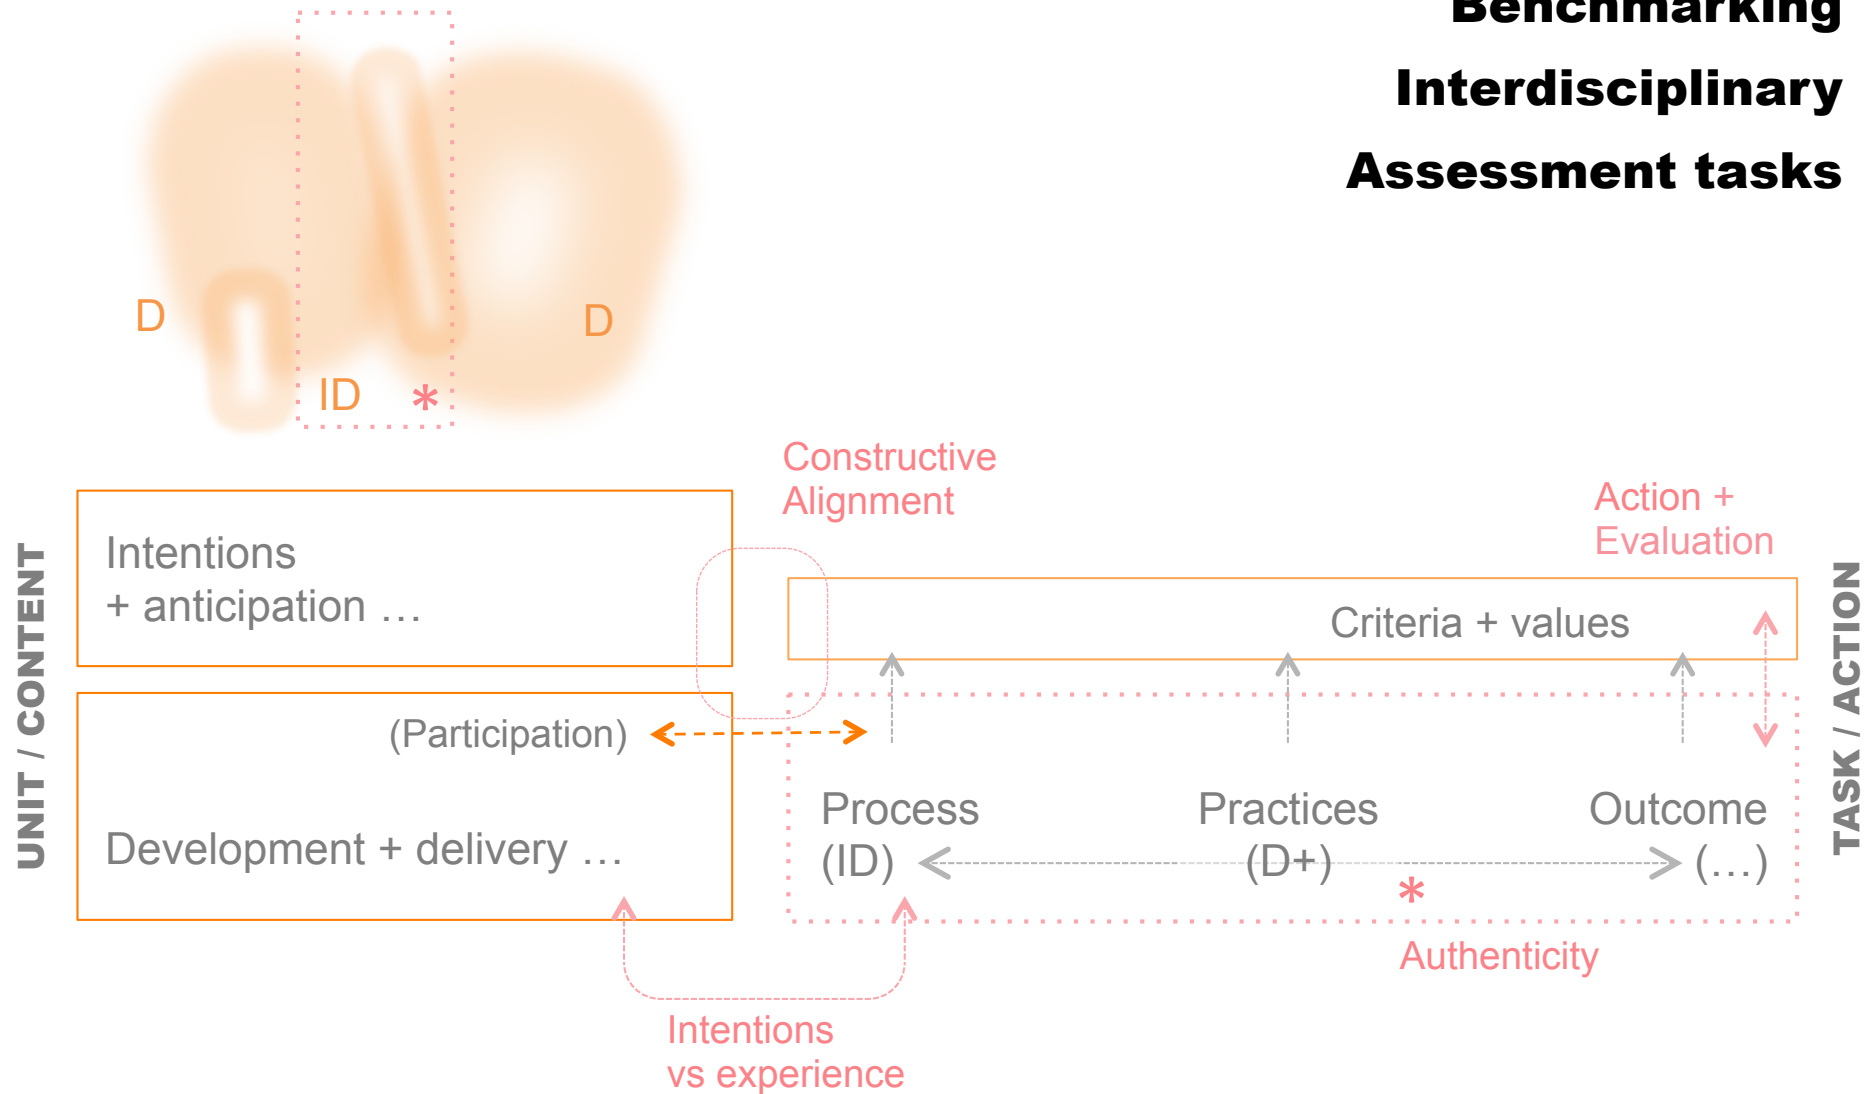 Benchmarking
Interdisciplinary
Assessment tasks
D
D
ID *
Constructive
Alignment
Action +
Evaluation
UNIT / CONTENT
Intentions
+ anticipation …
Criteria + values
TASK / ACTION
(Participation)
Development + delivery …
Process
(ID)
Practices
(D+)
*
Outcome
(…)
Authenticity
Intentions
vs experience